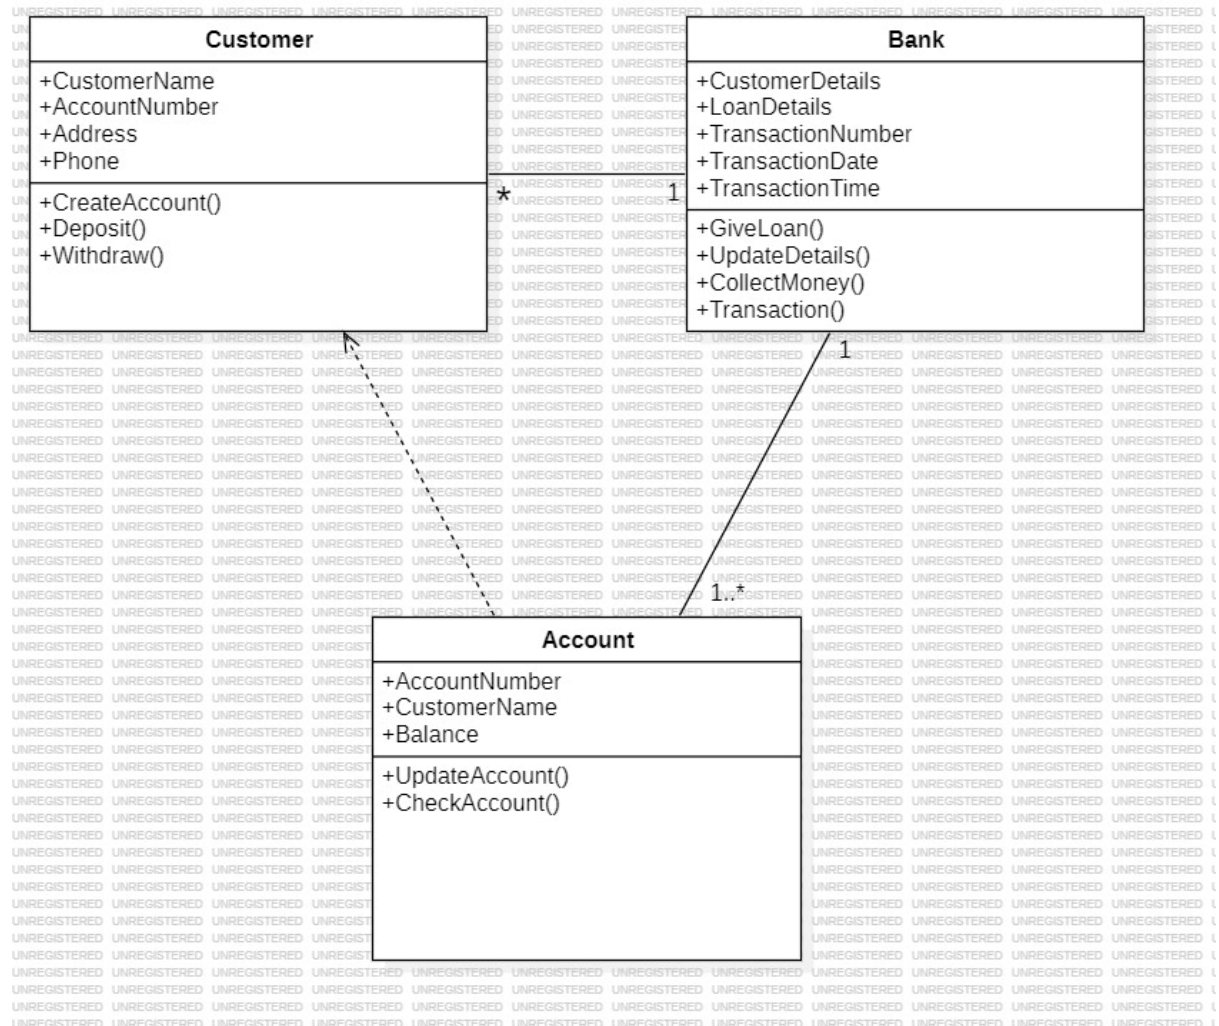 Customer
+CustomerName
+AccountNumber
+Address
+Phone
+CreateAccount()
+Deposit()
+Withdraw()
*
1
Bank
+CustomerDetails
+LoanDetails
+TransactionNumber
+TransactionDate
+TransactionTime
+GiveLoan()
+UpdateDetails()
+CollectMoney()
+Transaction()
1
1..*
Account
+AccountNumber
+CustomerName
+Balance
+UpdateAccount()
+CheckAccount()
UNREGISTERED